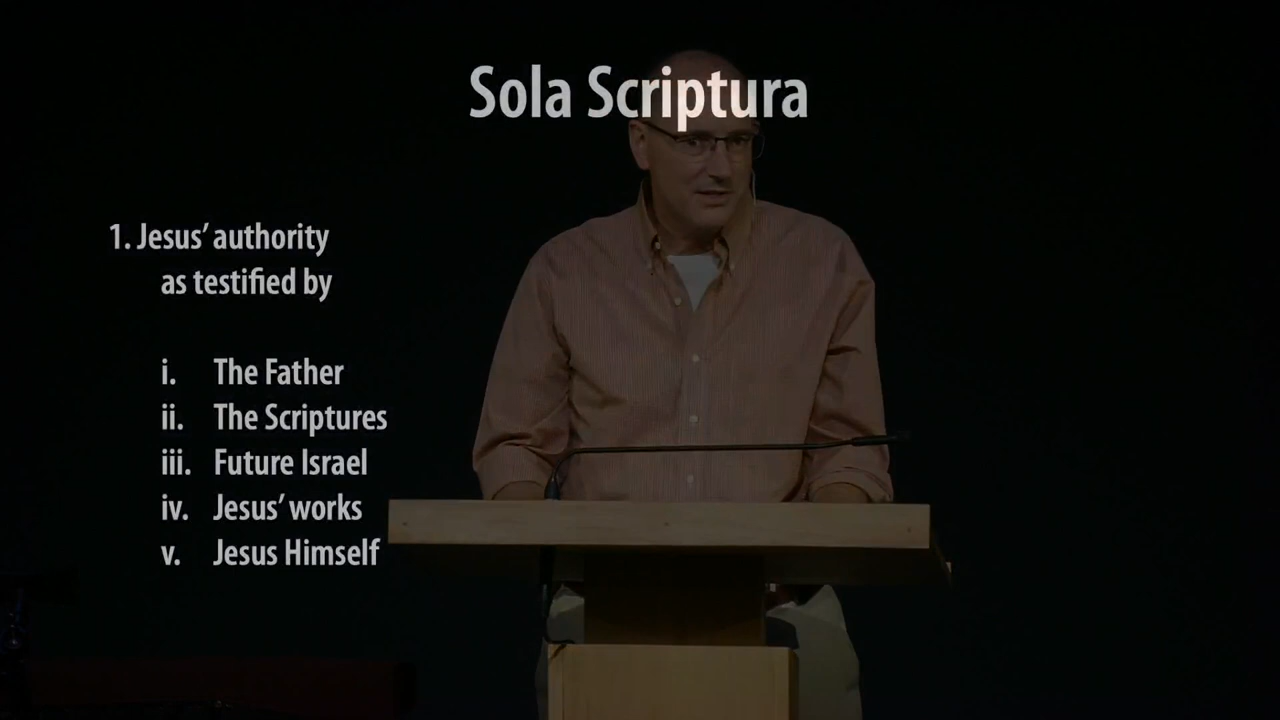 Sola Scriptura
1. Jesus’ authority
as testified by
i. The Father
ii. The Scriptures
iii. Future Israel
iv. Jesus’ works
v. Jesus Himself